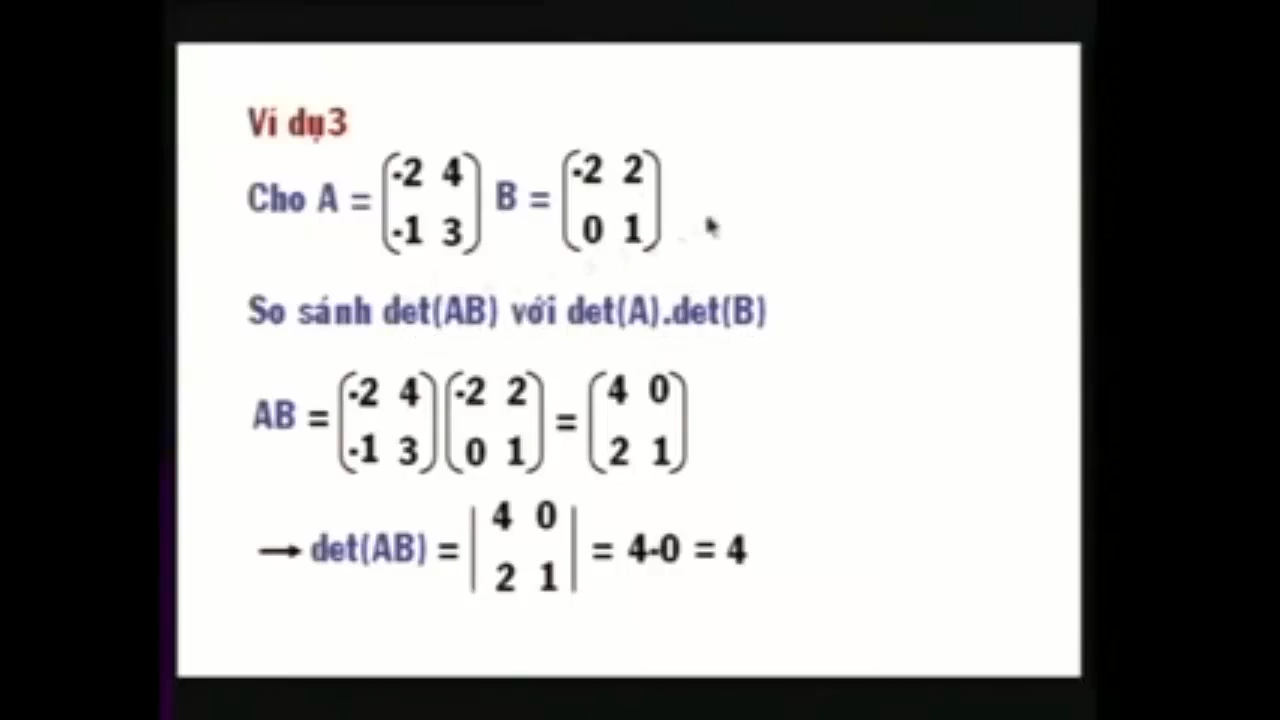 Ví dụ3
Cho A = (-2 4 -1 3) B = (-2 2 0 1)
So sánh det(AB) với det(A).det(B)
AB = (-2 4 -1 3)(-2 2 0 1) = (4 0 2 1)
→ det(AB) = |4 0 2 1| = 4-0 = 4